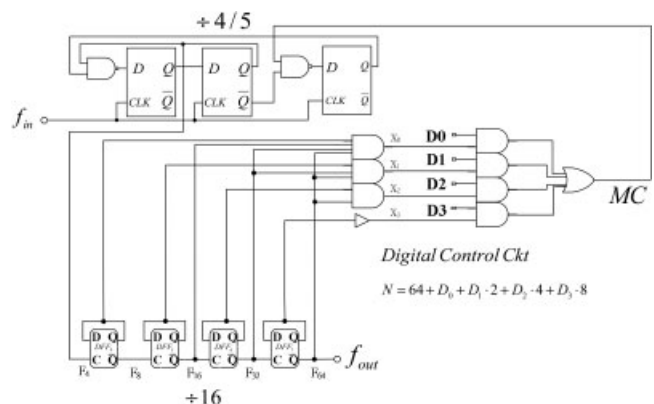 ÷ 4 / 5
D Q
D Q
D Q
CLK Q̅
CLK Q̅
CLK Q̅
f_in
X₀ D0
X₁ D1
X₂ D2
X₃ D3
MC
Digital Control Ckt
N = 64 + D₀ + D₁ · 2 + D₂ · 4 + D₃ · 8
D Q
D Q
D Q
D Q
C Q̅
C Q̅
C Q̅
C Q̅
F₄ F₈ F₁₆ F₃₂ F₆₄
f_out
÷16